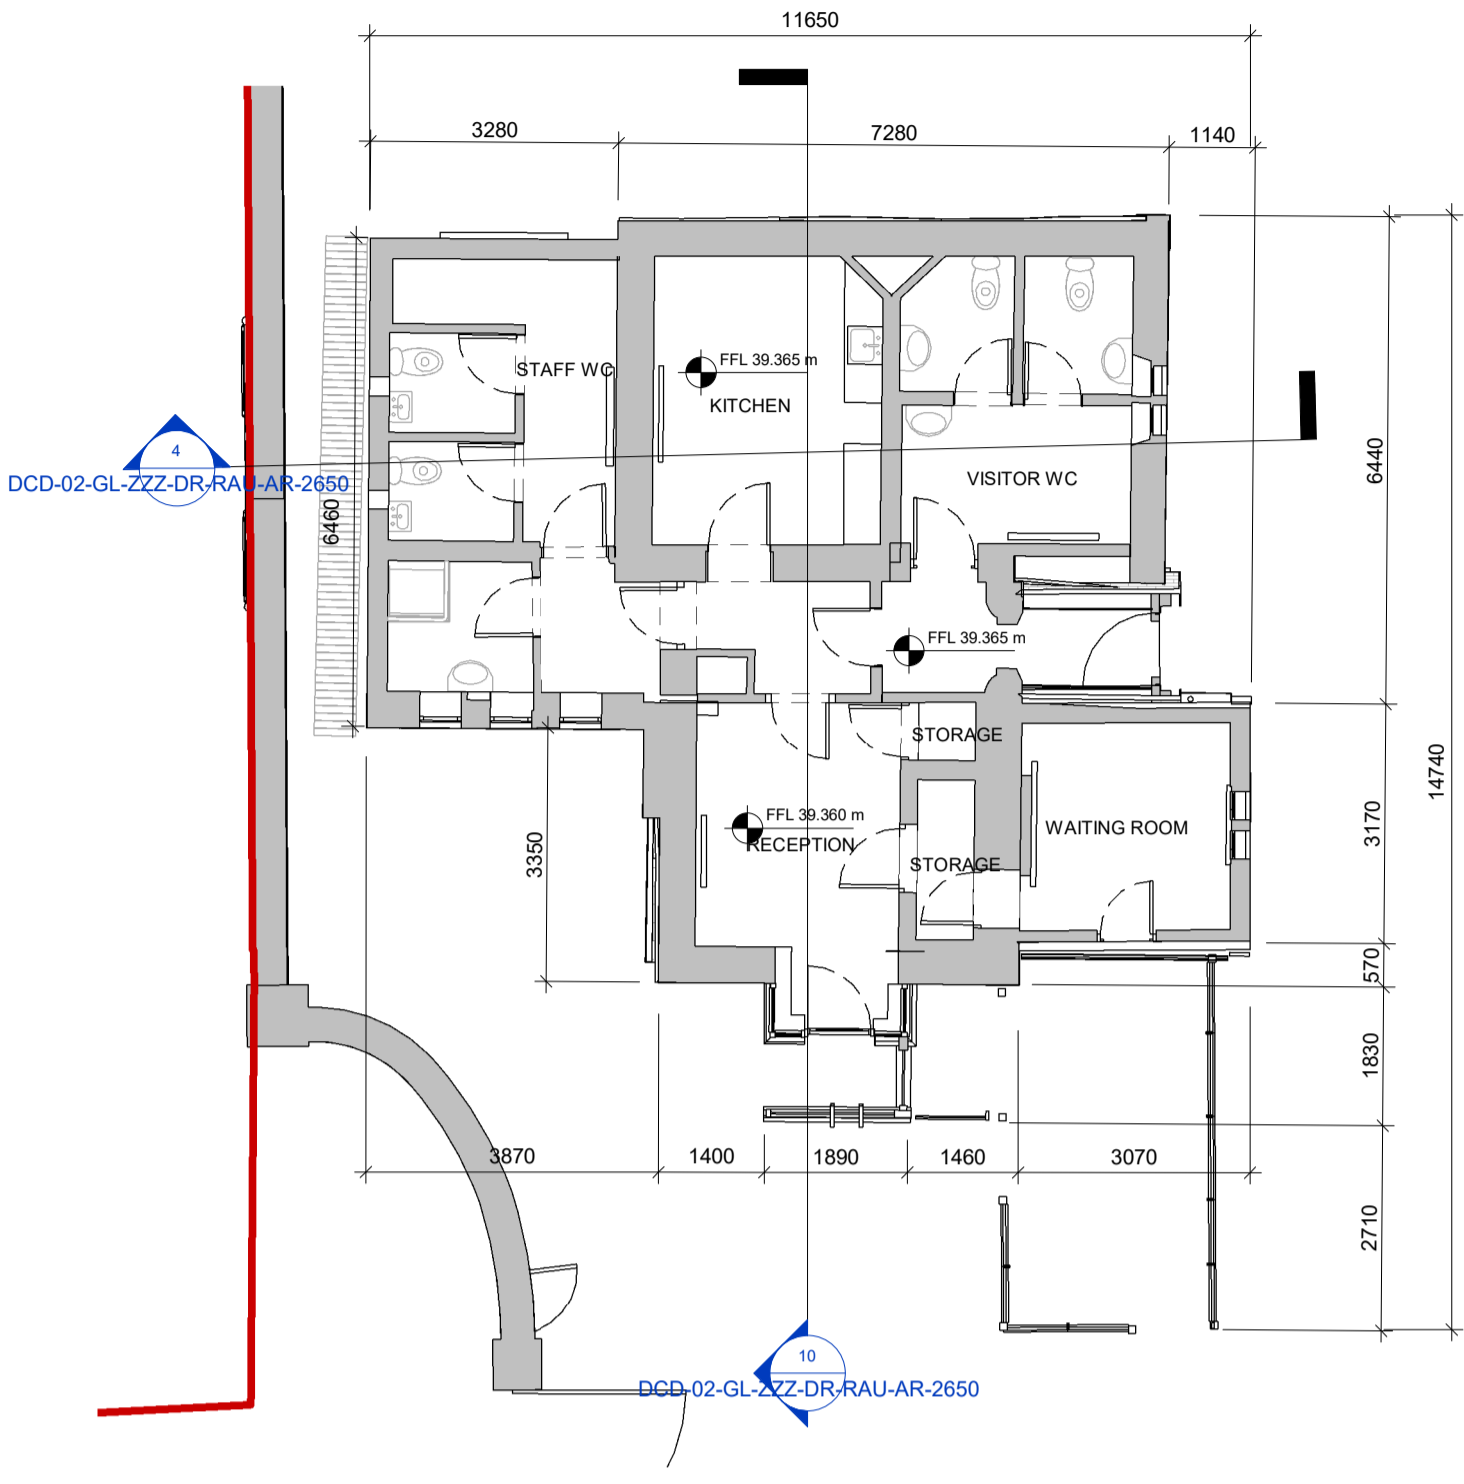 11650
3280
7280
1140
FFL 39.365 m
STAFF WC
KITCHEN
4
DCD-02-GL-ZZZ-DR-RAU-AR-2650
VISITOR WC
6440
6460
FFL 39.365 m
STORAGE
14740
FFL 39.360 m
RECEPTION
WAITING ROOM
3170
3350
STORAGE
570
1830
3870
1400
1890
1460
3070
2710
10
DCD-02-GL-ZZZ-DR-RAU-AR-2650